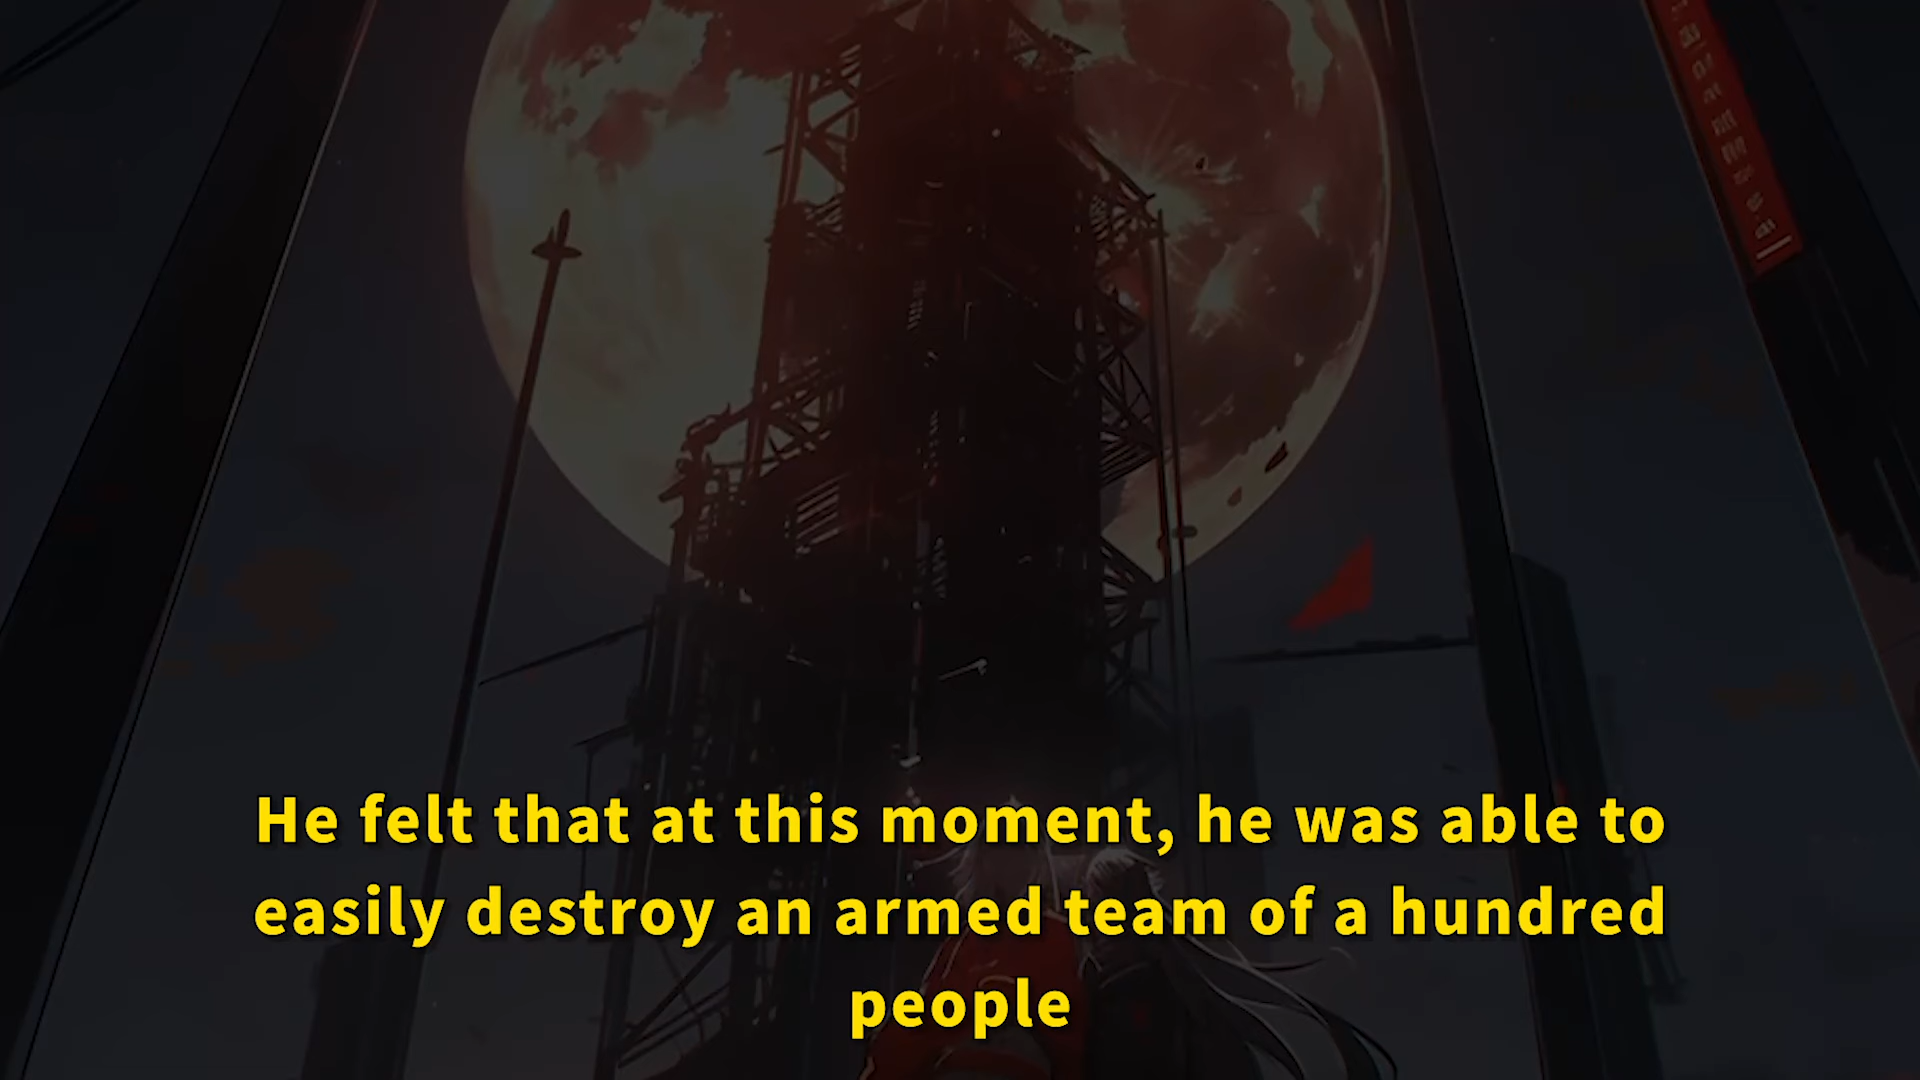 He felt that at this moment, he was able to
easily destroy an armed team of a hundred
people